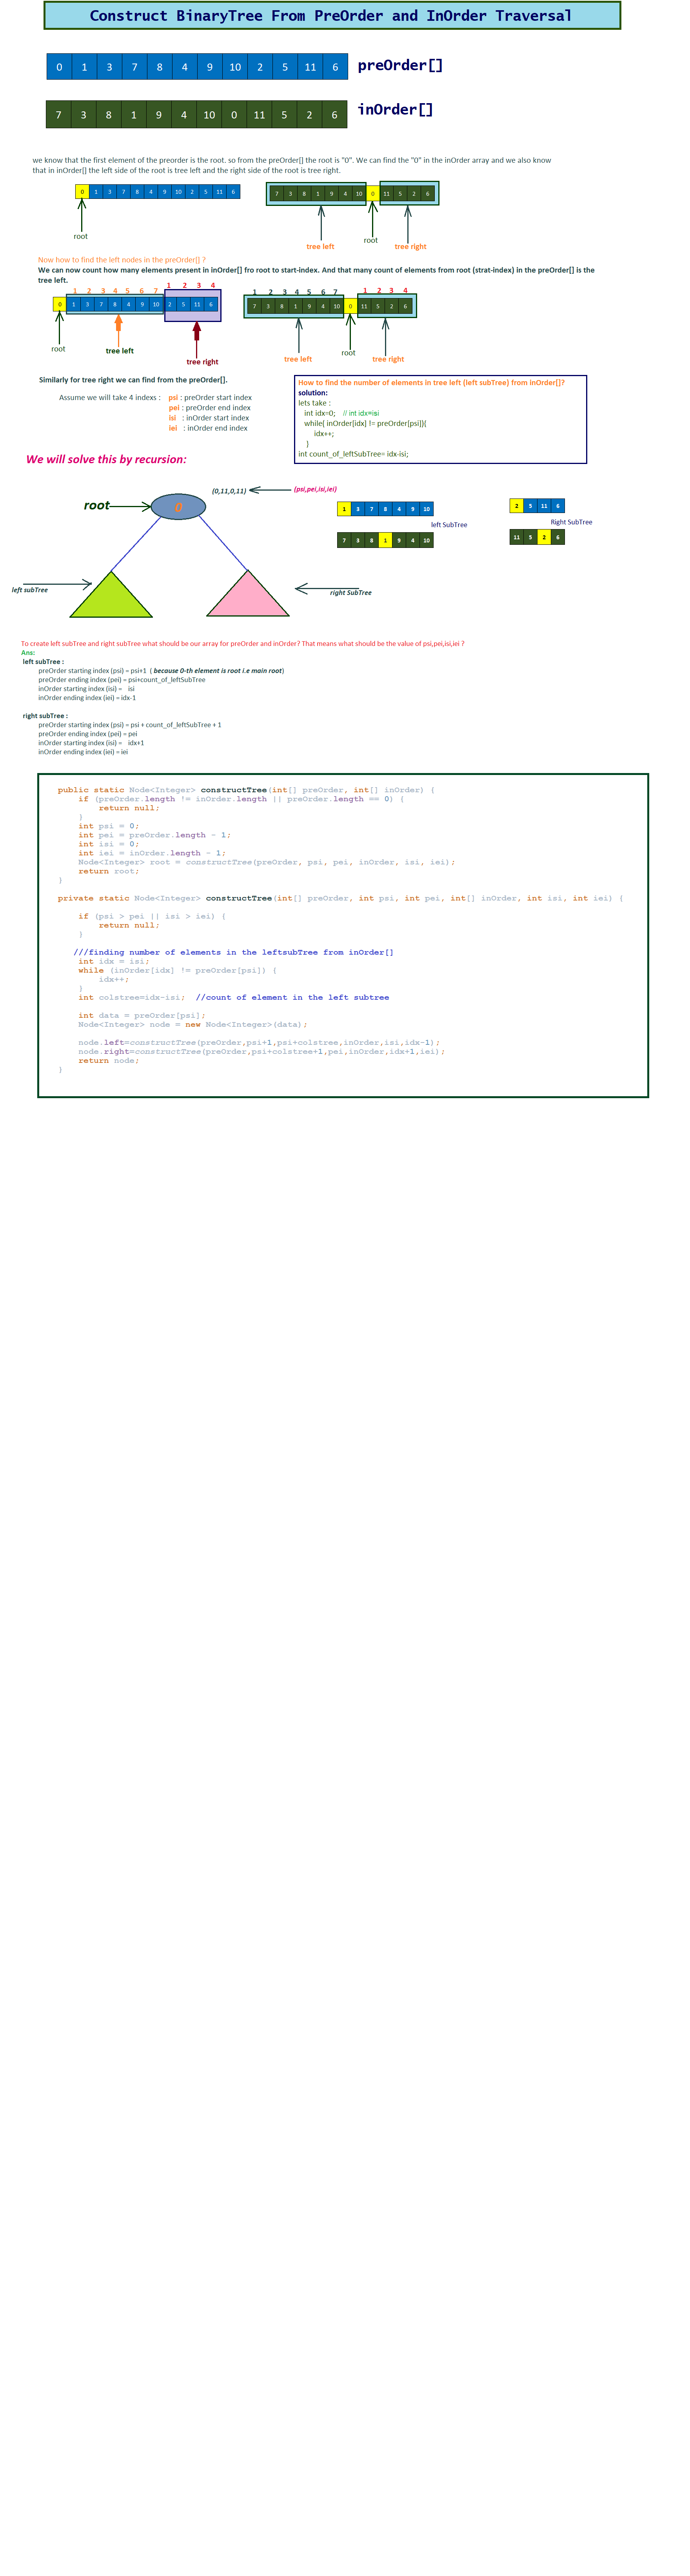 Construct BinaryTree From PreOrder and InOrder Traversal
0 1 3 7 8 4 9 10 2 5 11 6 preOrder[]
7 3 8 1 9 4 10 0 11 5 2 6 inOrder[]
we know that the first element of the preorder is the root. so from the preOrder[] the root is "0". We can find the "0" in the inOrder array and we also know
that in inOrder[] the left side of the root is tree left and the right side of the root is tree right.
0 1 3 7 8 4 9 10 2 5 11 6
7 3 8 1 9 4 10 0 11 5 2 6
root
tree left
root
tree right
Now how to find the left nodes in the preOrder[] ?
We can now count how many elements present in inOrder[] fro root to start-index. And that many count of elements from root (strat-index) in the preOrder[] is the
tree left.
1 2 3 4 5 6 7 1 2 3 4
1 2 3 4 5 6 7 1 2 3 4
0 1 3 7 8 4 9 10 2 5 11 6
7 3 8 1 9 4 10 0 11 5 2 6
root
tree left
tree right
tree left
root
tree right
Similarly for tree right we can find from the preOrder[].
Assume we will take 4 indexs : psi : preOrder start index
pei : preOrder end index
isi : inOrder start index
iei : inOrder end index
How to find the number of elements in tree left (left subTree) from inOrder[]?
solution:
lets take :
int idx=0; // int idx=isi
while[ inOrder[idx] != preOrder[psi]){
idx++;
}
int count_of_leftSubTree= idx-isi;
We will solve this by recursion:
root
0
(0,11,0,11)
(psi,pei,isi,iei)
1 3 7 8 4 9 10
left SubTree
7 3 8 1 9 4 10
2 5 11 6
Right SubTree
11 5 2 6
left subTree
right SubTree
To create left subTree and right subTree what should be our array for preOrder and inOrder? That means what should be the value of psi,pei,isi,iei ?
Ans:
left subTree :
preOrder starting index (psi) = psi+1 ( because 0-th element is root i.e main root)
preOrder ending index (pei) = psi+count_of_leftSubTree
inOrder starting index (isi) = isi
inOrder ending index (iei) = idx-1
right subTree :
preOrder starting index (psi) = psi + count_of_leftSubTree + 1
preOrder ending index (pei) = pei
inOrder starting index (isi) = idx+1
inOrder ending index (iei) = iei
public static Node<Integer> constructTree(int[] preOrder, int[] inOrder) {
if (preOrder.length != inOrder.length || preOrder.length == 0) {
return null;
}
int psi = 0;
int pei = preOrder.length - 1;
int isi = 0;
int iei = inOrder.length - 1;
Node<Integer> root = constructTree(preOrder, psi, pei, inOrder, isi, iei);
return root;
}
private static Node<Integer> constructTree(int[] preOrder, int psi, int pei, int[] inOrder, int isi, int iei) {
if (psi > pei || isi > iei) {
return null;
}
///finding number of elements in the leftsubTree from inOrder[]
int idx = isi;
while (inOrder[idx] != preOrder[psi]) {
idx++;
}
int colstree=idx-isi; //count of element in the left subtree
int data = preOrder[psi];
Node<Integer> node = new Node<Integer>(data);
node.left=constructTree(preOrder,psi+1,psi+colstree,inOrder,isi,idx-1);
node.right=constructTree(preOrder,psi+colstree+1,pei,inOrder,idx+1,iei);
return node;
}